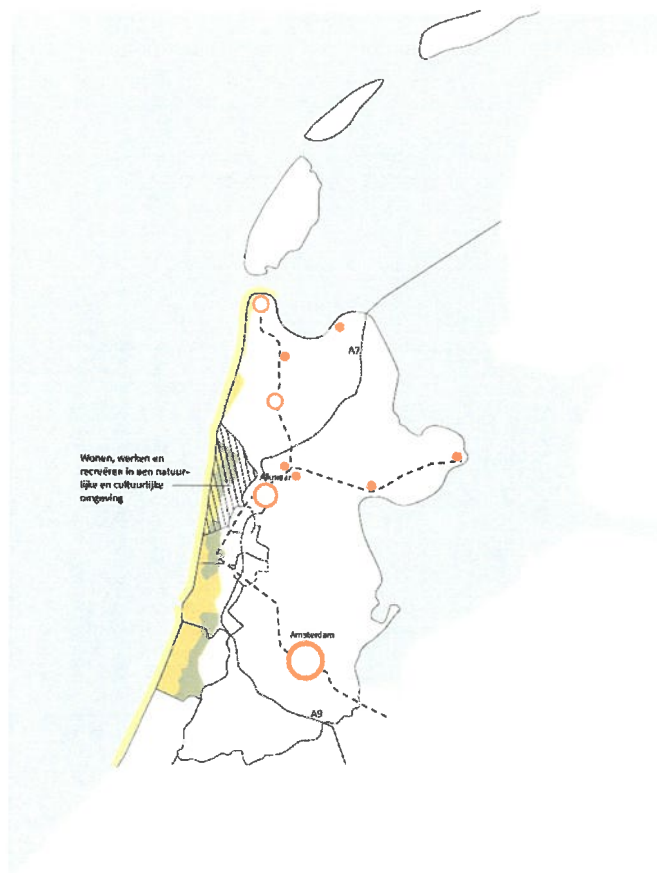 A7
Wonen, werken en
recreëren in een natuur-
lijke en cultuurlijke
omgeving
Alkmaar
Amsterdam
A9